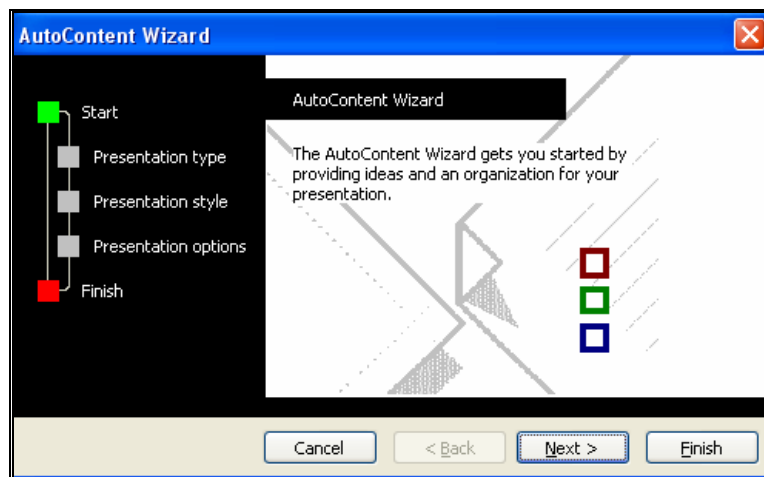 AutoContent Wizard
Start
Presentation type
Presentation style
Presentation options
Finish
AutoContent Wizard
The AutoContent Wizard gets you started by
providing ideas and an organization for your
presentation.
Cancel
< Back
Next >
Finish